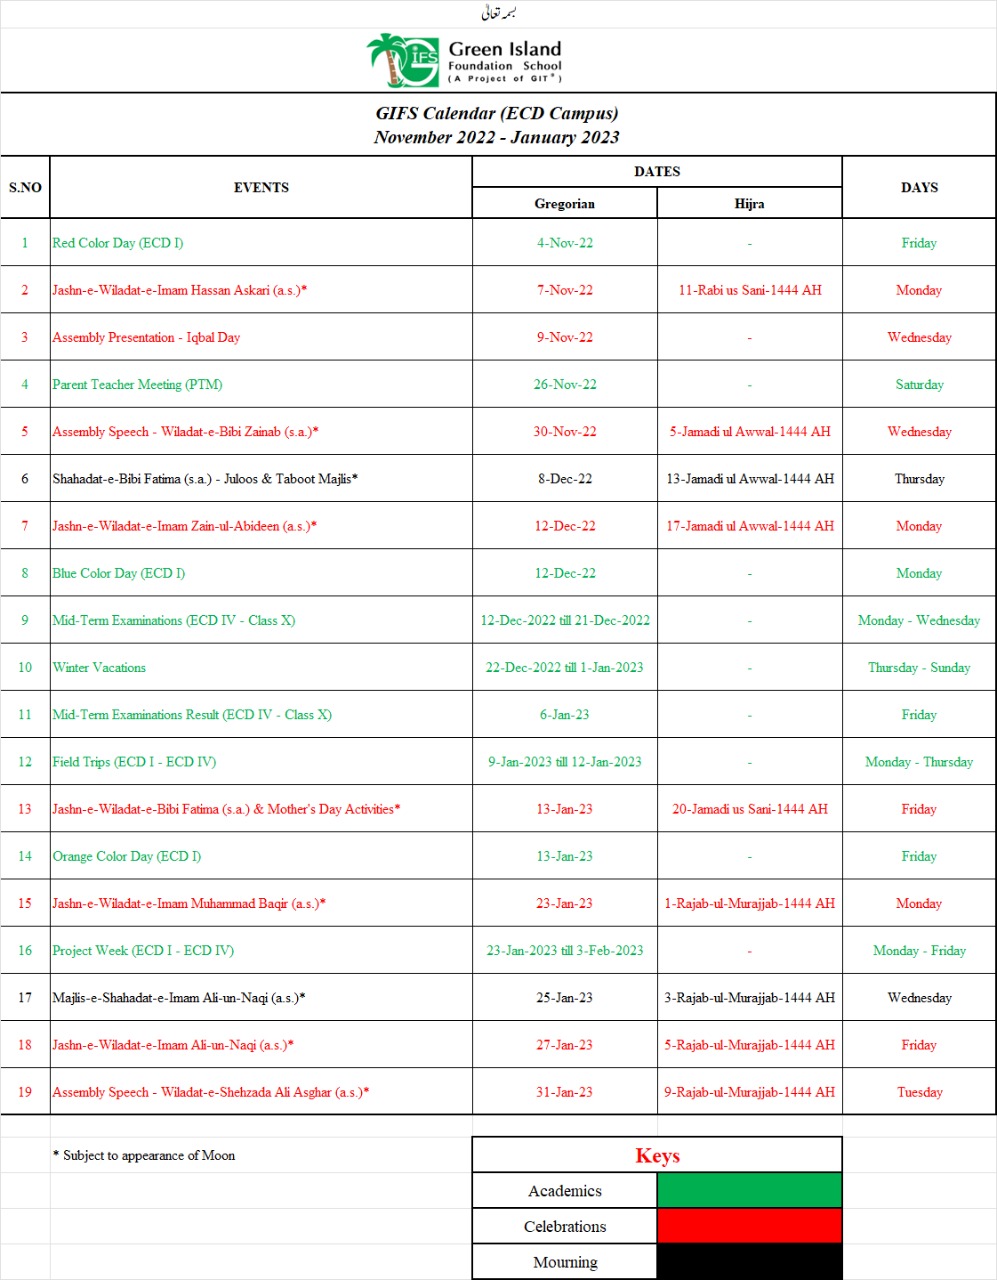 بسمہ تعالیٰ
GIFS
Green Island
Foundation School
(A Project of GIT®)
GIFS Calendar (ECD Campus)
November 2022 - January 2023
S.NO EVENTS DATES DAYS
Gregorian Hijra
1 Red Color Day (ECD I) 4-Nov-22 - Friday
2 Jashn-e-Wiladat-e-Imam Hassan Askari (a.s.)* 7-Nov-22 11-Rabi us Sani-1444 AH Monday
3 Assembly Presentation - Iqbal Day 9-Nov-22 - Wednesday
4 Parent Teacher Meeting (PTM) 26-Nov-22 - Saturday
5 Assembly Speech - Wiladat-e-Bibi Zainab (s.a.)* 30-Nov-22 5-Jamadi ul Awwal-1444 AH Wednesday
6 Shahadat-e-Bibi Fatima (s.a.) - Juloos & Taboot Majlis* 8-Dec-22 13-Jamadi ul Awwal-1444 AH Thursday
7 Jashn-e-Wiladat-e-Imam Zain-ul-Abideen (a.s.)* 12-Dec-22 17-Jamadi ul Awwal-1444 AH Monday
8 Blue Color Day (ECD I) 12-Dec-22 - Monday
9 Mid-Term Examinations (ECD IV - Class X) 12-Dec-2022 till 21-Dec-2022 - Monday - Wednesday
10 Winter Vacations 22-Dec-2022 till 1-Jan-2023 - Thursday - Sunday
11 Mid-Term Examinations Result (ECD IV - Class X) 6-Jan-23 - Friday
12 Field Trips (ECD I - ECD IV) 9-Jan-2023 till 12-Jan-2023 - Monday - Thursday
13 Jashn-e-Wiladat-e-Bibi Fatima (s.a.) & Mother's Day Activities* 13-Jan-23 20-Jamadi us Sani-1444 AH Friday
14 Orange Color Day (ECD I) 13-Jan-23 - Friday
15 Jashn-e-Wiladat-e-Imam Muhammad Baqir (a.s.)* 23-Jan-23 1-Rajab-ul-Murajjab-1444 AH Monday
16 Project Week (ECD I - ECD IV) 23-Jan-2023 till 3-Feb-2023 - Monday - Friday
17 Majlis-e-Shahadat-e-Imam Ali-un-Naqi (a.s.)* 25-Jan-23 3-Rajab-ul-Murajjab-1444 AH Wednesday
18 Jashn-e-Wiladat-e-Imam Ali-un-Naqi (a.s.)* 27-Jan-23 5-Rajab-ul-Murajjab-1444 AH Friday
19 Assembly Speech - Wiladat-e-Shehzada Ali Asghar (a.s.)* 31-Jan-23 9-Rajab-ul-Murajjab-1444 AH Tuesday
* Subject to appearance of Moon
Keys
Academics
Celebrations
Mourning